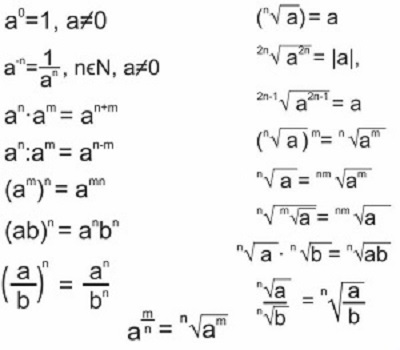 a⁰=1, a≠0
a⁻ⁿ=1/aⁿ, nϵN, a≠0
aⁿ·aᵐ= aⁿ⁺ᵐ
aⁿ:aᵐ= aⁿ⁻ᵐ
(aᵐ)ⁿ= aᵐⁿ
(ab)ⁿ= aⁿbⁿ
(a/b)ⁿ = aⁿ/bⁿ
a^(m/n) = ⁿ√aᵐ
(ⁿ√a)= a
²ⁿ√a²ⁿ= |a|,
²ⁿ⁻¹√a²ⁿ⁻¹= a
(ⁿ√a)ᵐ= ⁿ√aᵐ
ⁿ√a= ⁿᵐ√aᵐ
ⁿ√ᵐ√a= ⁿᵐ√a
ⁿ√a· ⁿ√b= ⁿ√ab
ⁿ√a/ⁿ√b = ⁿ√a/b